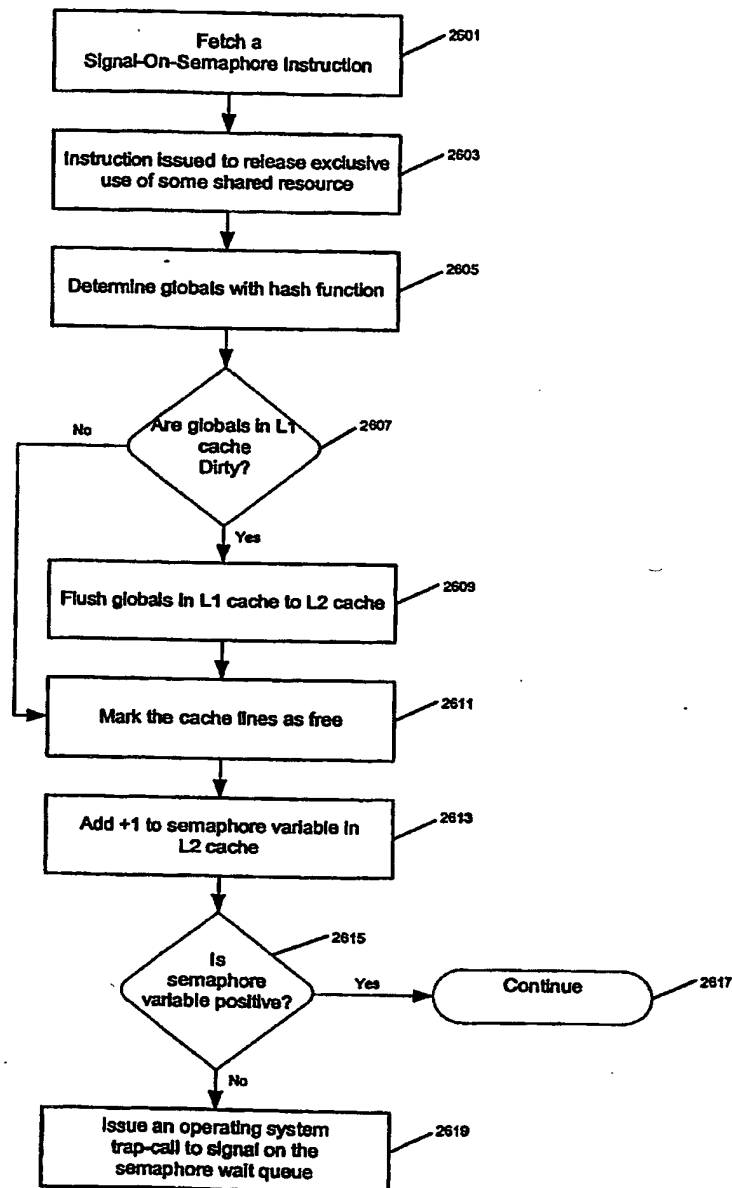 Fetch a
Signal-On-Semaphore Instruction
2601
Instruction issued to release exclusive
use of some shared resource
2603
Determine globals with hash function
2605
Are globals in L1
cache
Dirty?
2607
No
Yes
Flush globals in L1 cache to L2 cache
2609
Mark the cache lines as free
2611
Add +1 to semaphore variable in
L2 cache
2613
Is
semaphore
variable positive?
2615
Yes
Continue
2617
No
Issue an operating system
trap-call to signal on the
semaphore wait queue
2619